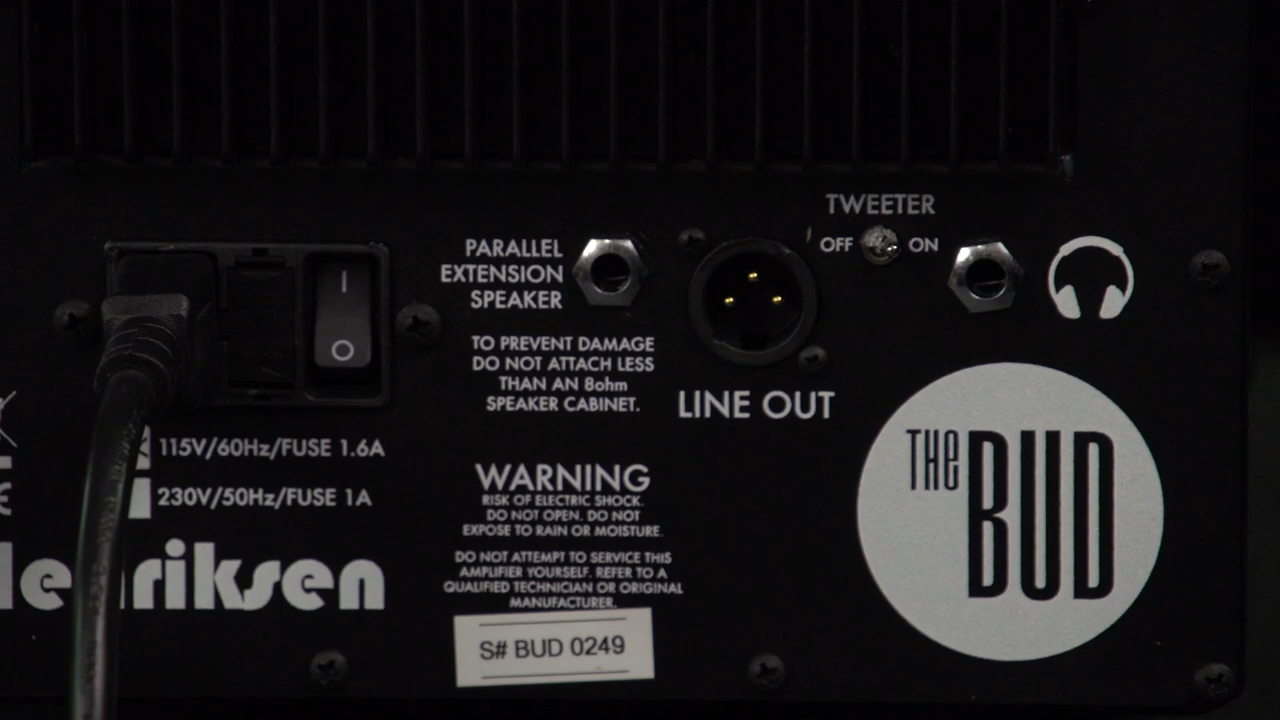 TWEETER
OFF ON
PARALLEL
EXTENSION
SPEAKER
TO PREVENT DAMAGE
DO NOT ATTACH LESS
THAN AN 8ohm
SPEAKER CABINET.
LINE OUT
115V/60Hz/FUSE 1.6A
230V/50Hz/FUSE 1A
WARNING
RISK OF ELECTRIC SHOCK.
DO NOT OPEN. DO NOT
EXPOSE TO RAIN OR MOISTURE.
DO NOT ATTEMPT TO SERVICE THIS
AMPLIFIER YOURSELF. REFER TO A
QUALIFIED TECHNICIAN OR ORIGINAL
MANUFACTURER.
S# BUD 0249
THE BUD